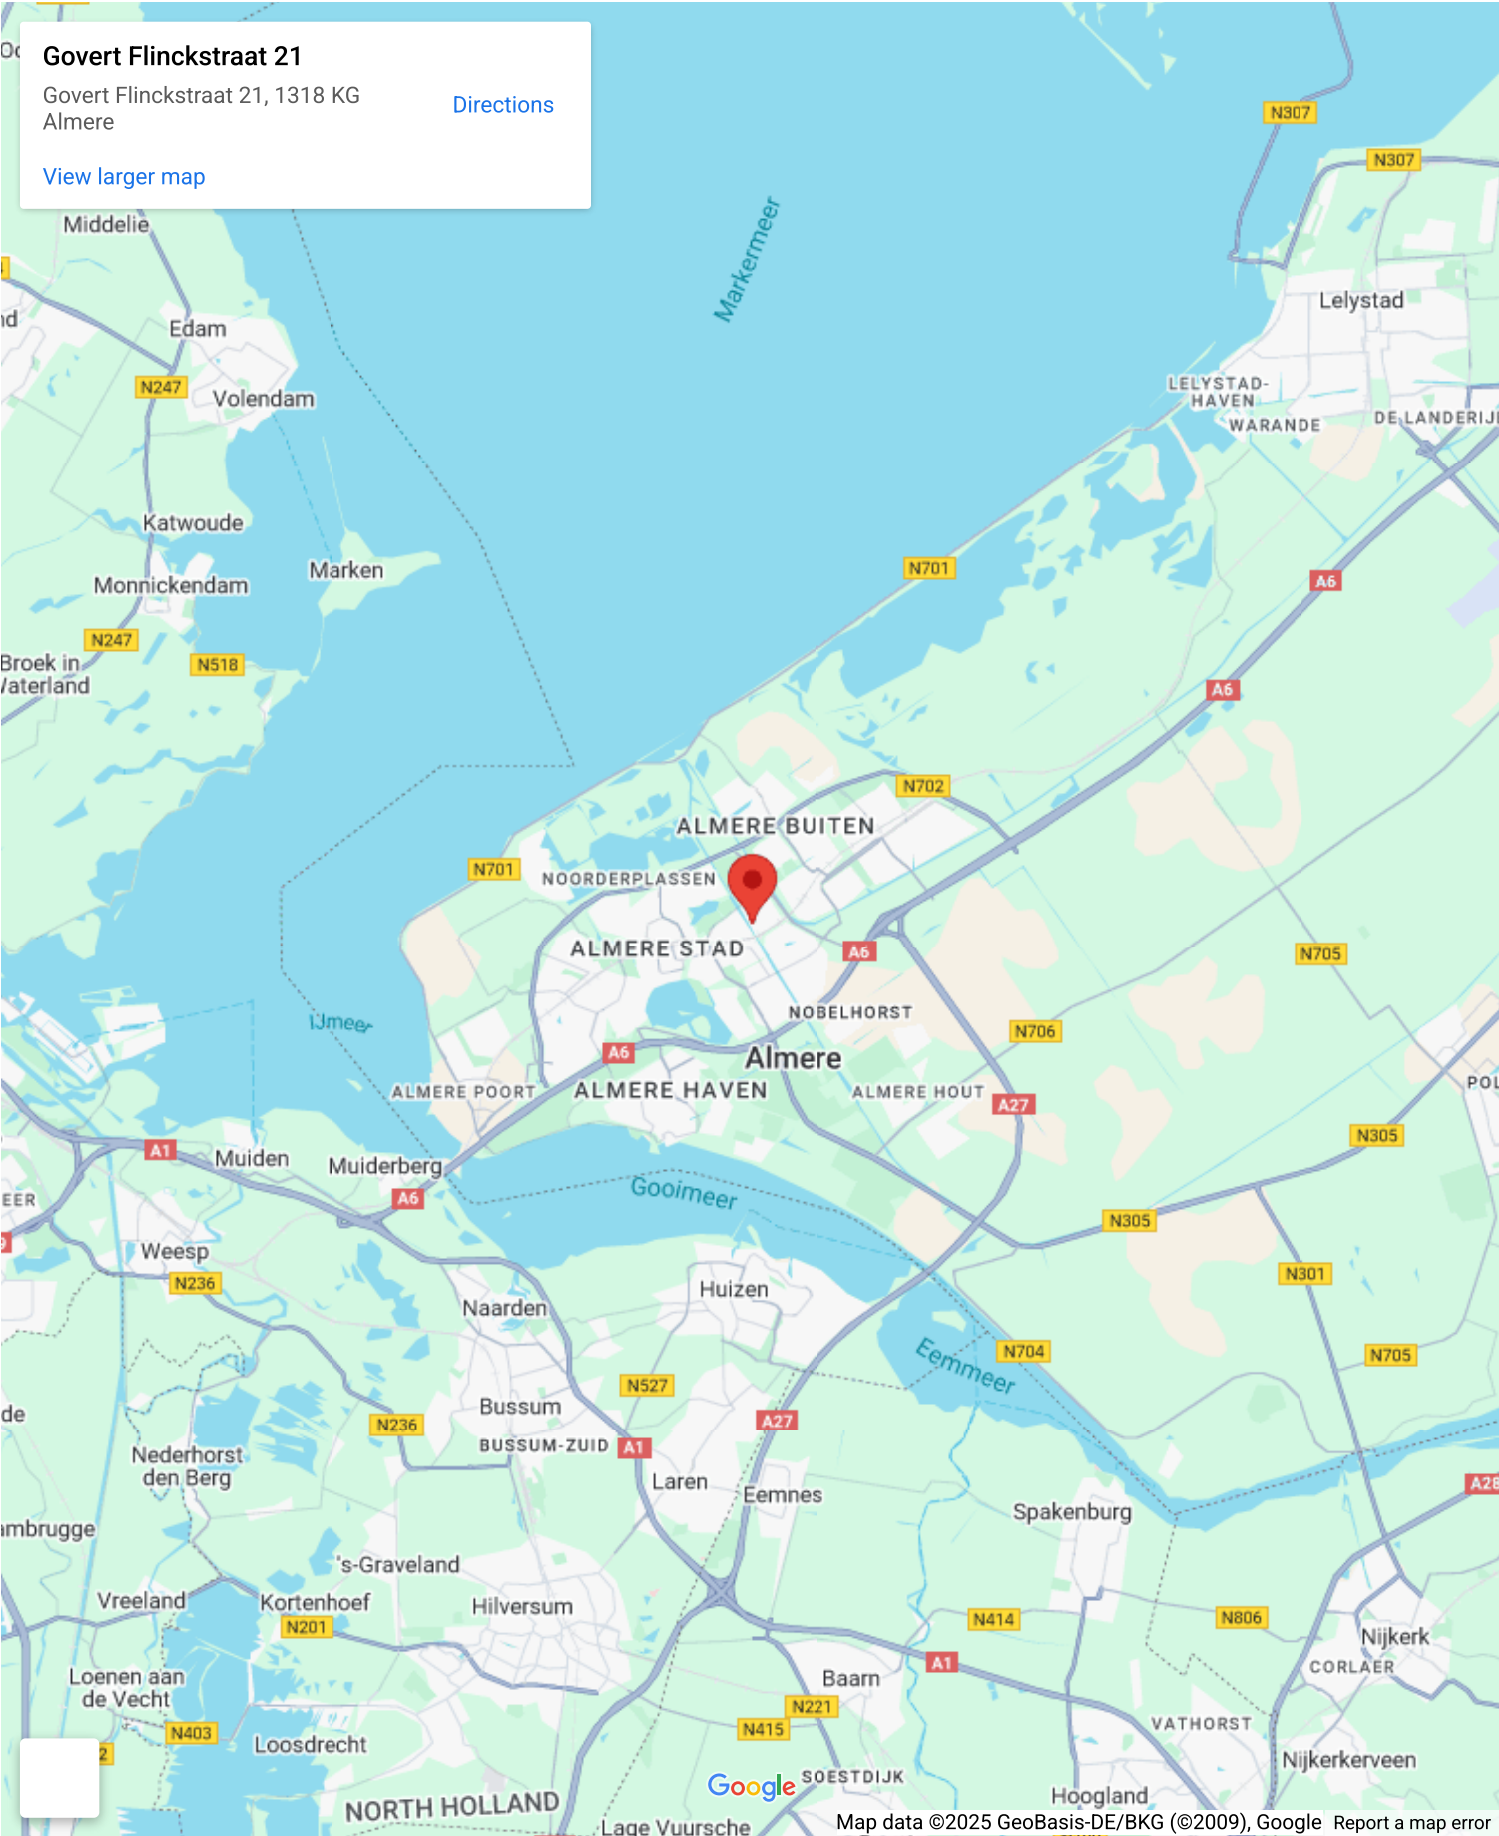 Govert Flinckstraat 21
Govert Flinckstraat 21, 1318 KG
Almere
Directions
View larger map
N307
N307
Middelie
Markermeer
Lelystad
Edam
N247
Volendam
LELYSTAD-
HAVEN
WARANDE
Katwoude
Marken
N701
Monnickendam
A6
N247
Broek in
N518
A6
N702
ALMERE BUITEN
N701
NOORDERPLASSEN
ALMERE STAD
A6
N705
NOBELHORST
IJmeer
N706
A6
Almere
ALMERE POORT
ALMERE HAVEN
ALMERE HOUT
A27
N305
A1
Muiden
Muiderberg
A6
Gooimeer
N305
Weesp
N236
Huizen
N301
Naarden
Eemmeer
N704
N705
N527
Bussum
N236
A27
BUSSUM-ZUID
A1
Nederhorst
den Berg
Laren
Eemnes
A28
Spakenburg
's-Graveland
Vreeland
Kortenhoef
Hilversum
N201
N414
N806
Nijkerk
A1
CORLAER
Loenen aan
de Vecht
Baarn
N221
N403
N415
VATHORST
Loosdrecht
Nijkerkerveen
Google
SOESTDIJK
Hoogland
NORTH HOLLAND
Lage Vuursche
Map data ©2025 GeoBasis-DE/BKG (©2009), Google
Report a map error